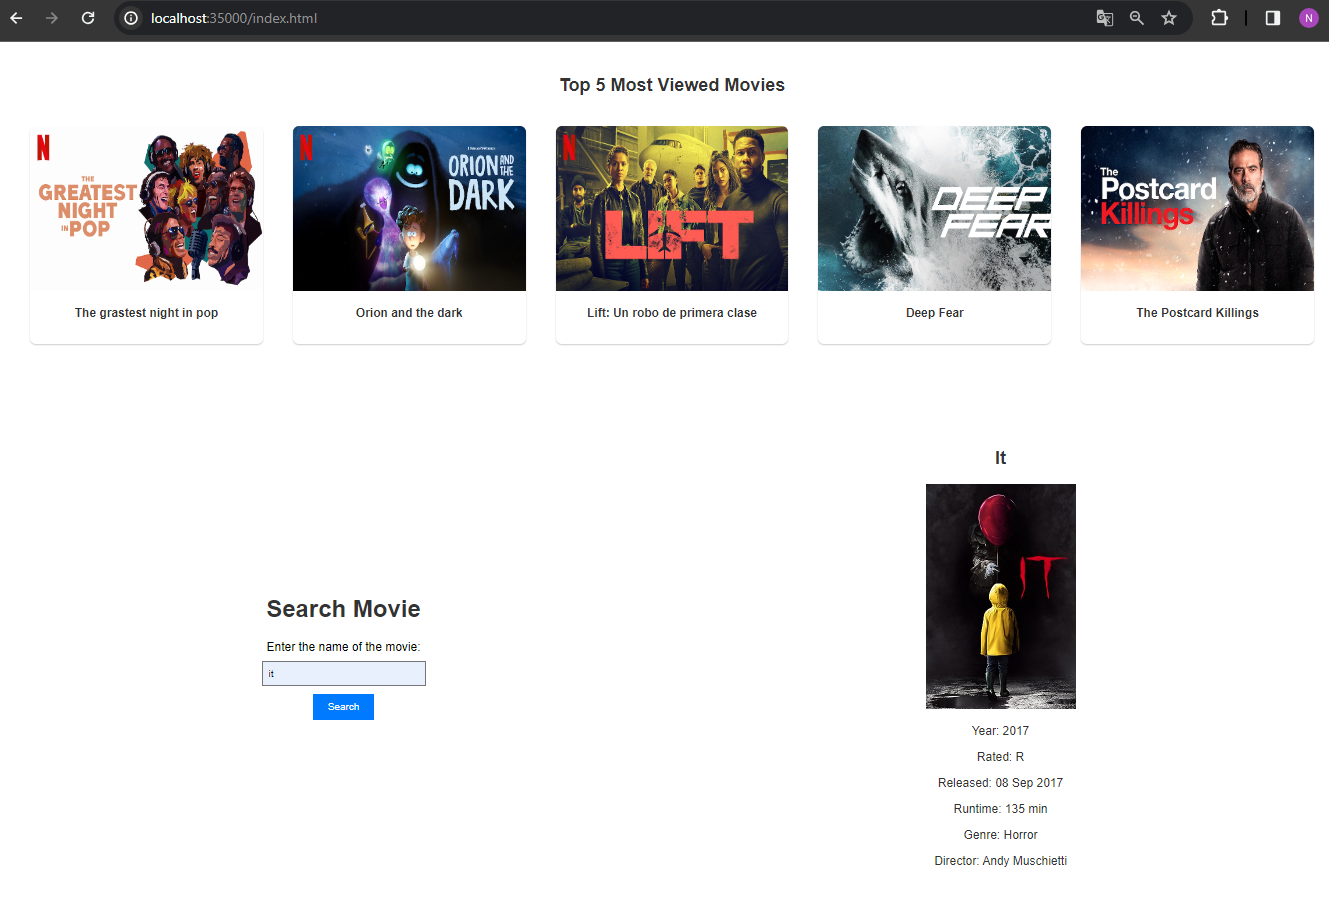 localhost:35000/index.html
N
Top 5 Most Viewed Movies
N
THE
GREATEST
NIGHT
IN POP
The grastest night in pop
N
DREAMWORKS
ORION AND THE
DARK
Orion and the dark
N
LIFT
Lift: Un robo de primera clase
DEEP
FEAR
Deep Fear
The
Postcard
Killings
The Postcard Killings
Search Movie
Enter the name of the movie:
it
Search
It
IT
Year: 2017
Rated: R
Released: 08 Sep 2017
Runtime: 135 min
Genre: Horror
Director: Andy Muschietti